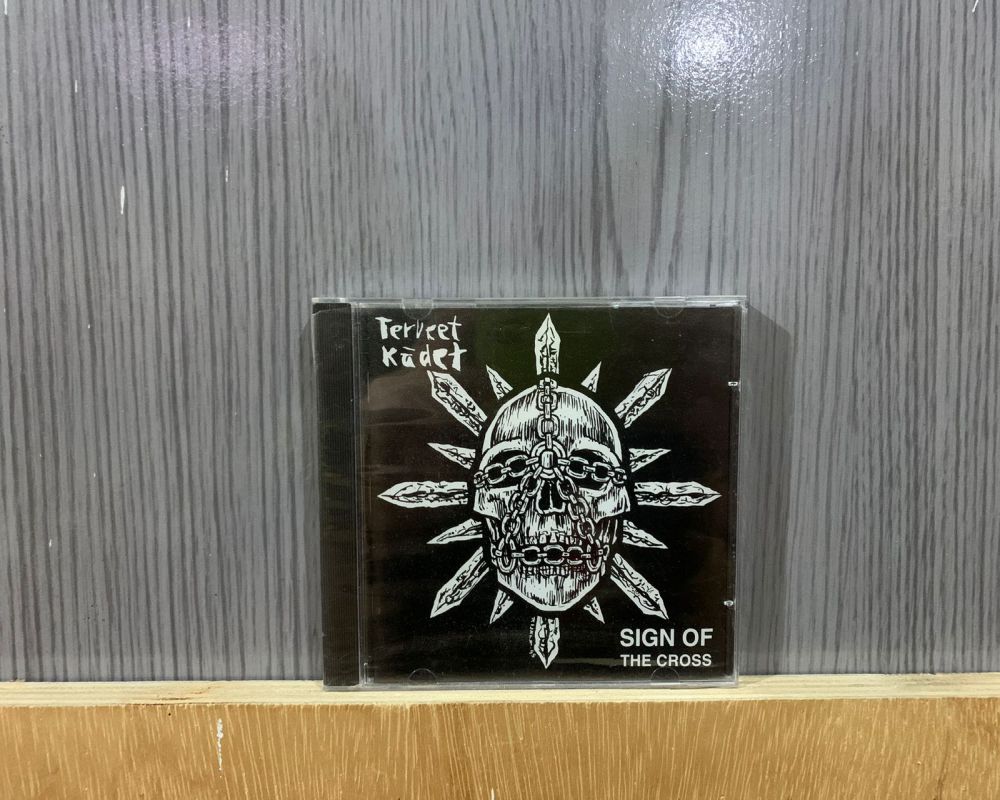 Terveet
Kädet
SIGN OF
THE CROSS